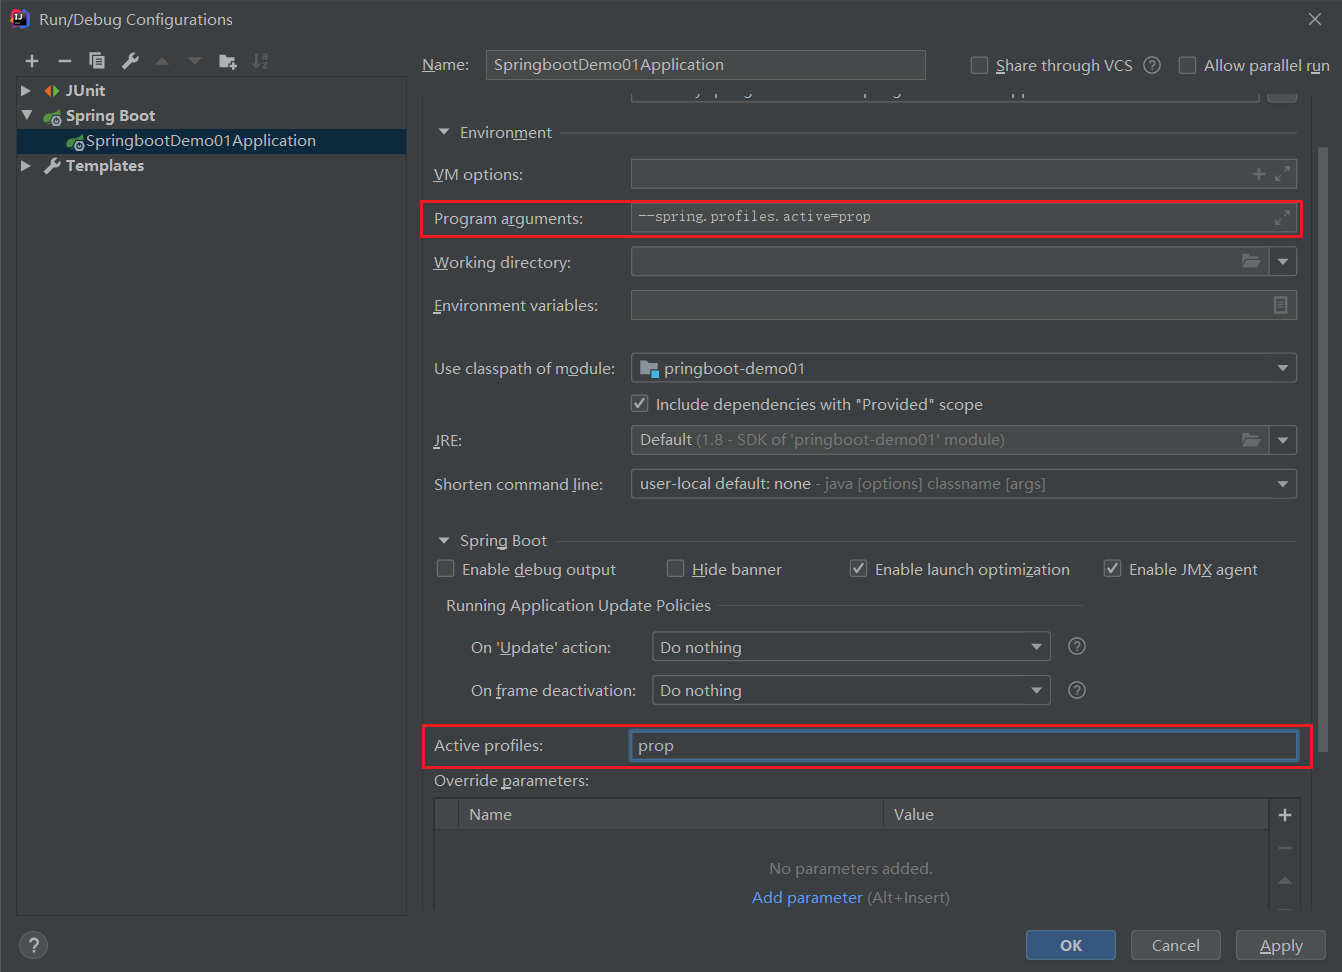 Run/Debug Configurations
Name: SpringbootDemo01Application Share through VCS ? Allow parallel run
JUnit
Spring Boot
SpringbootDemo01Application
Templates
Environment
VM options:
Program arguments: --spring.profiles.active=prop
Working directory:
Environment variables:
Use classpath of module: pringboot-demo01
Include dependencies with "Provided" scope
JRE: Default (1.8 - SDK of 'pringboot-demo01' module)
Shorten command line: user-local default: none - java [options] classname [args]
Spring Boot
Enable debug output Hide banner Enable launch optimization Enable JMX agent
Running Application Update Policies
On 'Update' action: Do nothing ?
On frame deactivation: Do nothing ?
Active profiles: prop
Override parameters:
Name Value
No parameters added.
Add parameter (Alt+Insert)
? OK Cancel Apply